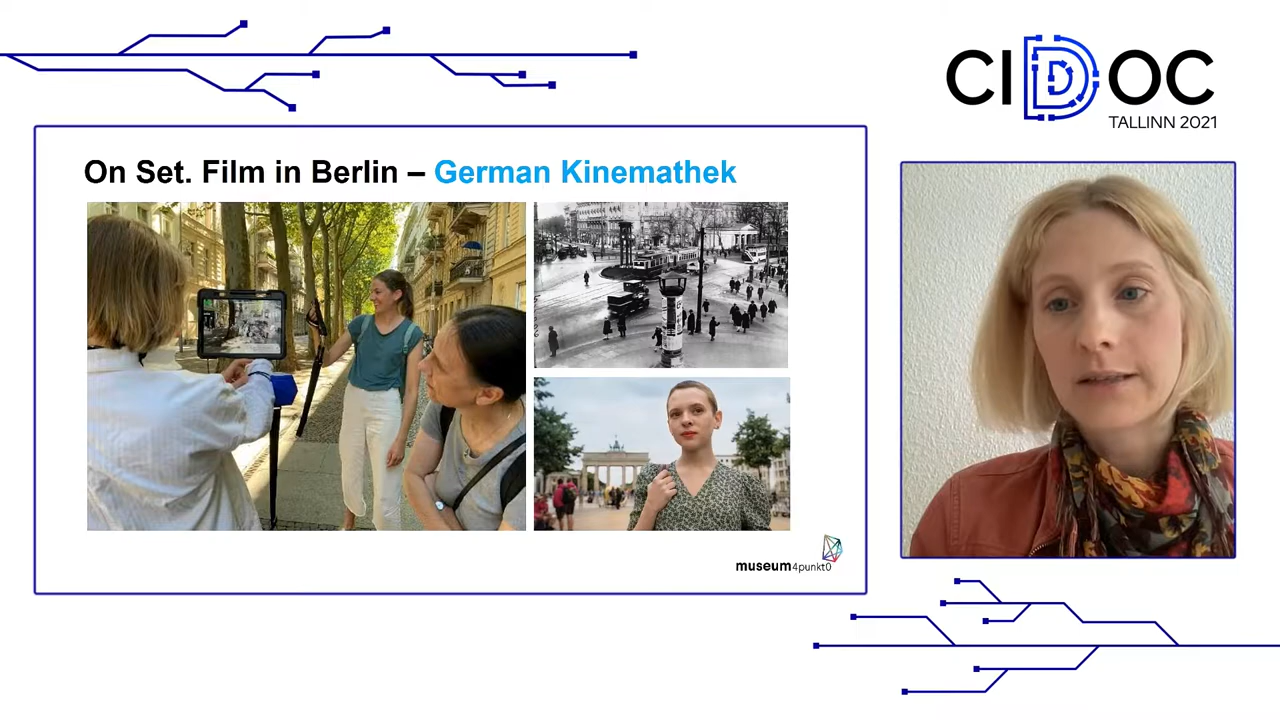 CIDOC
TALLINN 2021
On Set. Film in Berlin – German Kinemathek
museum4punkt0